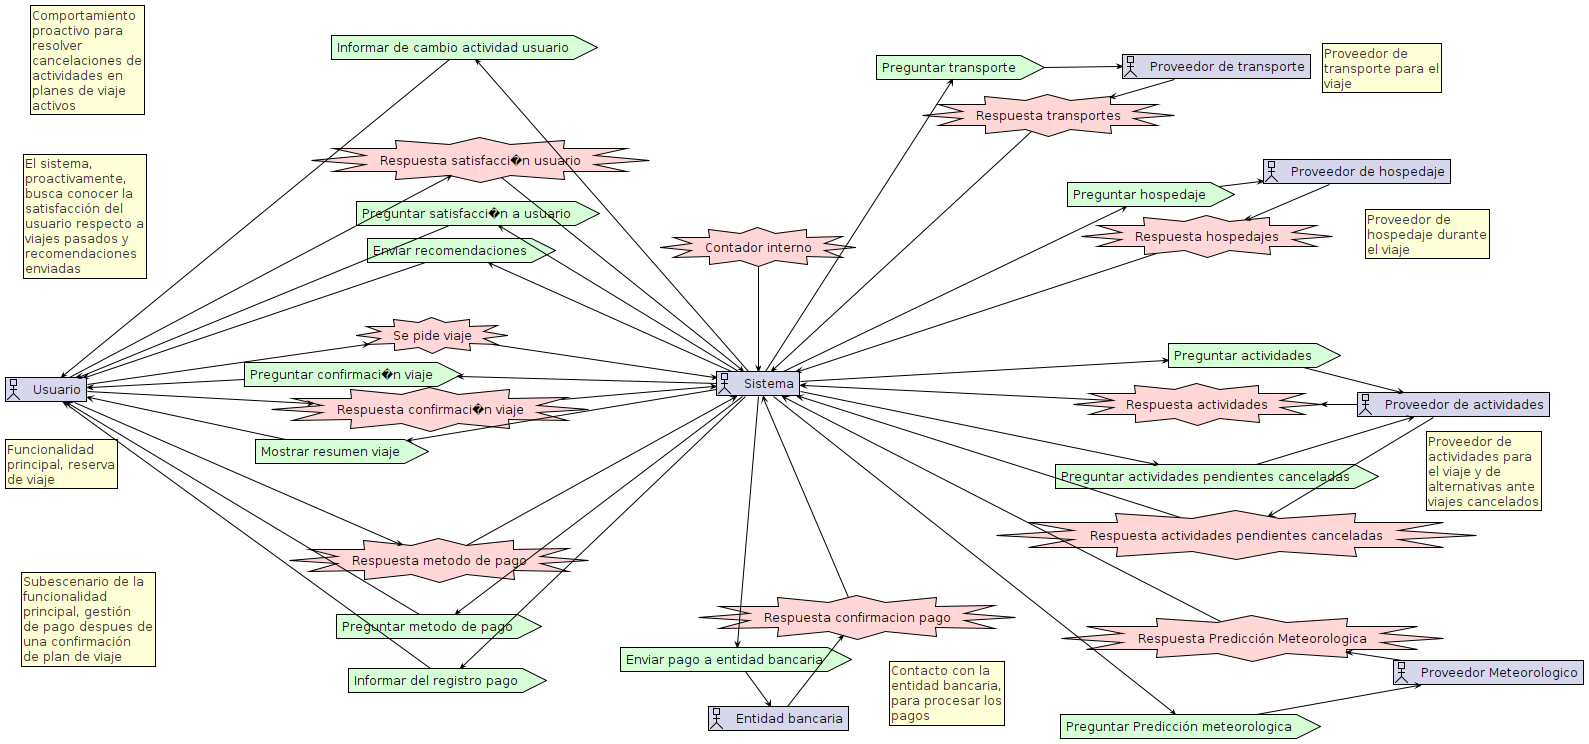 Comportamiento
proactivo para
resolver
cancelaciones de
actividades en
planes de viaje
activos
El sistema,
proactivamente,
busca conocer la
satisfacción del
usuario respecto a
viajes pasados y
recomendaciones
enviadas
Usuario
Funcionalidad
principal, reserva
de viaje
Subescenario de la
funcionalidad
principal, gestión
de pago despues de
una confirmación
de plan de viaje
Informar de cambio actividad usuario
Respuesta satisfacci�n usuario
Preguntar satisfacci�n a usuario
Enviar recomendaciones
Se pide viaje
Preguntar confirmaci�n viaje
Respuesta confirmaci�n viaje
Mostrar resumen viaje
Respuesta metodo de pago
Preguntar metodo de pago
Informar del registro pago
Contador interno
Sistema
Respuesta confirmacion pago
Enviar pago a entidad bancaria
Entidad bancaria
Contacto con la
entidad bancaria,
para procesar los
pagos
Preguntar transporte
Proveedor de transporte
Respuesta transportes
Proveedor de
transporte para el
viaje
Proveedor de hospedaje
Preguntar hospedaje
Respuesta hospedajes
Proveedor de
hospedaje durante
el viaje
Preguntar actividades
Respuesta actividades
Proveedor de actividades
Proveedor de
actividades para
el viaje y de
alternativas ante
viajes cancelados
Preguntar actividades pendientes canceladas
Respuesta actividades pendientes canceladas
Respuesta Predicción Meteorologica
Proveedor Meteorologico
Preguntar Predicción meteorologica